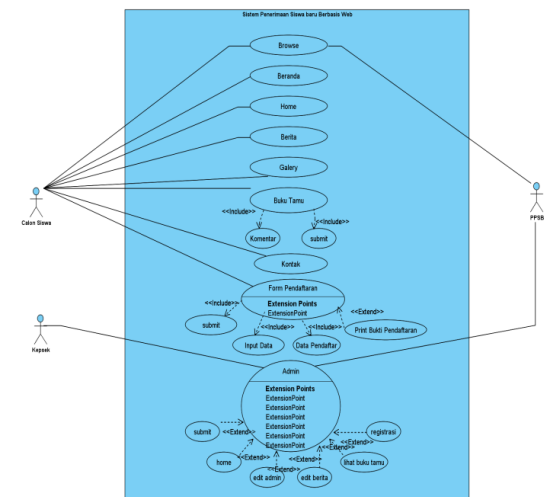 Sistem Penerimaan Siswa baru Berbasis Web
Browse
Beranda
Home
Berita
Galery
Buku Tamu
<<Include>>
<<Include>>
Komentar
submit
Calon Siswa
PPSB
Kontak
Form Pendaftaran
Extension Points
ExtensionPoint
<<Include>>
<<Extend>>
submit
<<Include>>
<<Include>>
Print Bukti Pendaftaran
Input Data
Data Pendaftar
Kepsek
Admin
Extension Points
ExtensionPoint
ExtensionPoint
ExtensionPoint
ExtensionPoint
ExtensionPoint
ExtensionPoint
submit
<<Extend>>
<<Extend>>
registrasi
home
<<Extend>>
<<Extend>>
lihat buku tamu
<<Extend>>
edit admin
edit berita